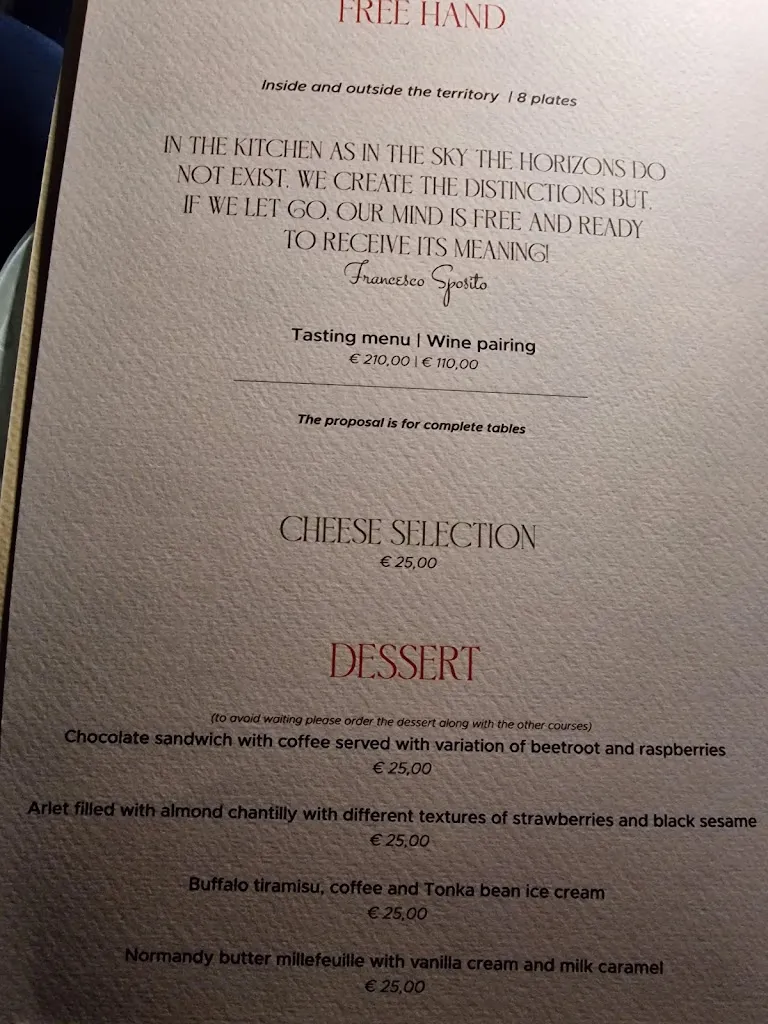 FREE HAND
Inside and outside the territory | 8 plates
IN THE KITCHEN AS IN THE SKY THE HORIZONS DO
NOT EXIST. WE CREATE THE DISTINCTIONS BUT,
IF WE LET GO, OUR MIND IS FREE AND READY
TO RECEIVE ITS MEANING!
Francesco Sposito
Tasting menu | Wine pairing
€ 210,00 | € 110,00
The proposal is for complete tables
CHEESE SELECTION
€ 25,00
DESSERT
(to avoid waiting please order the dessert along with the other courses)
Chocolate sandwich with coffee served with variation of beetroot and raspberries
€ 25,00
Arlet filled with almond chantilly with different textures of strawberries and black sesame
€ 25,00
Buffalo tiramisu, coffee and Tonka bean ice cream
€ 25,00
Normandy butter millefeuille with vanilla cream and milk caramel
€ 25,00